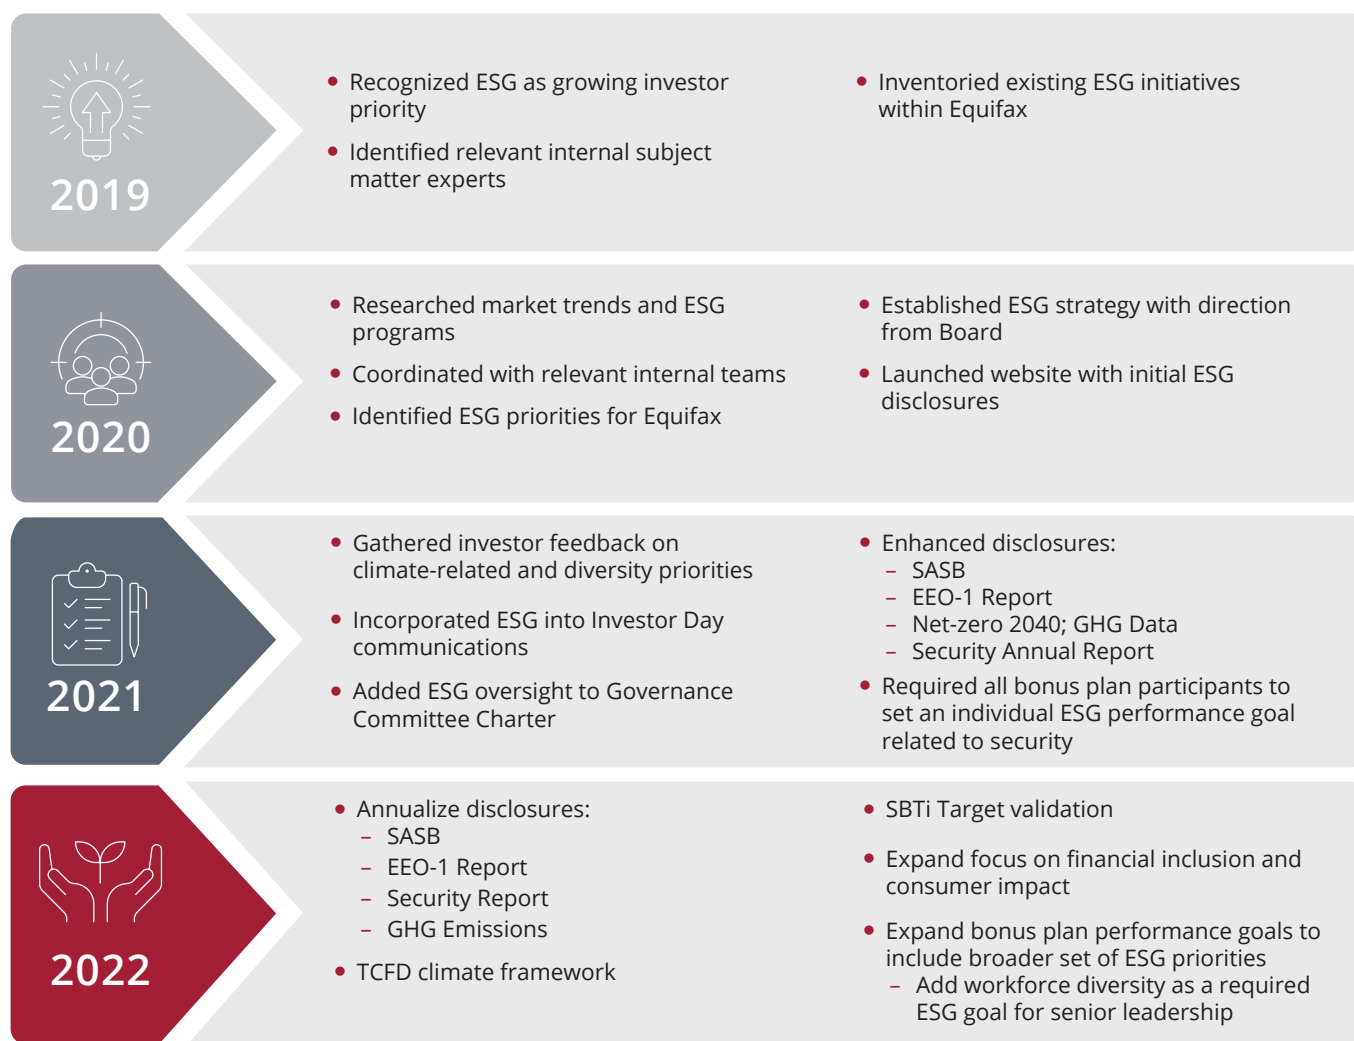 2019
• Recognized ESG as growing investor
priority
• Identified relevant internal subject
matter experts
• Inventoried existing ESG initiatives
within Equifax
2020
• Researched market trends and ESG
programs
• Coordinated with relevant internal teams
• Identified ESG priorities for Equifax
• Established ESG strategy with direction
from Board
• Launched website with initial ESG
disclosures
2021
• Gathered investor feedback on
climate-related and diversity priorities
• Incorporated ESG into Investor Day
communications
• Added ESG oversight to Governance
Committee Charter
• Enhanced disclosures:
– SASB
– EEO-1 Report
– Net-zero 2040; GHG Data
– Security Annual Report
• Required all bonus plan participants to
set an individual ESG performance goal
related to security
2022
• Annualize disclosures:
– SASB
– EEO-1 Report
– Security Report
– GHG Emissions
• TCFD climate framework
• SBTi Target validation
• Expand focus on financial inclusion and
consumer impact
• Expand bonus plan performance goals to
include broader set of ESG priorities
– Add workforce diversity as a required
ESG goal for senior leadership